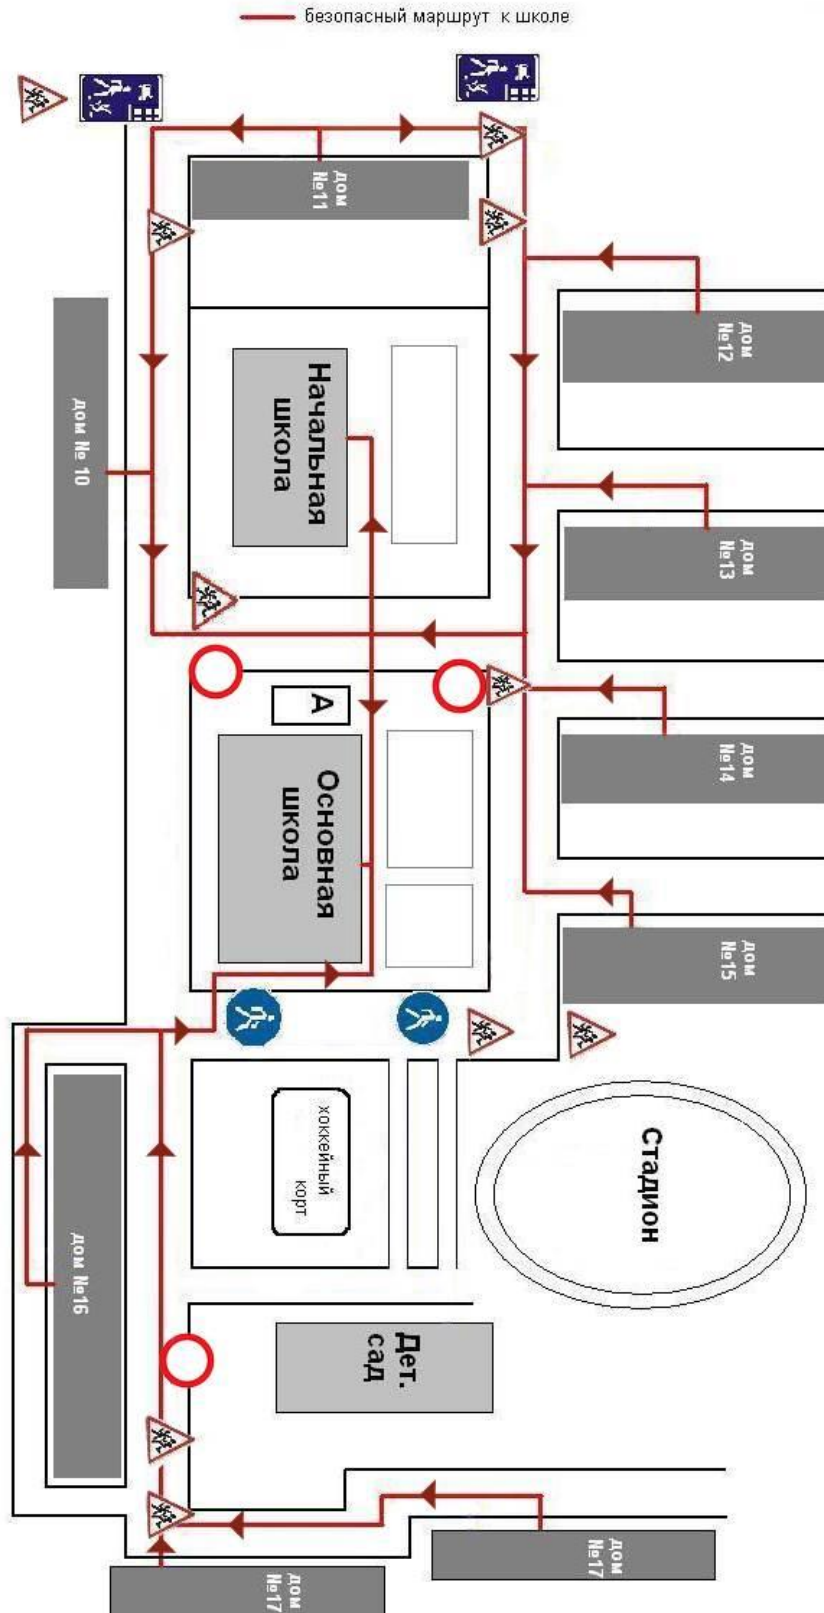 безопасный маршрут к школе
дом
№11
дом
№12
Начальная
школа
дом № 10
дом
№13
А
дом
№14
Основная
школа
дом
№15
хоккейный
корт
Стадион
дом №16
Дет.
сад
дом
№17
дом
№17